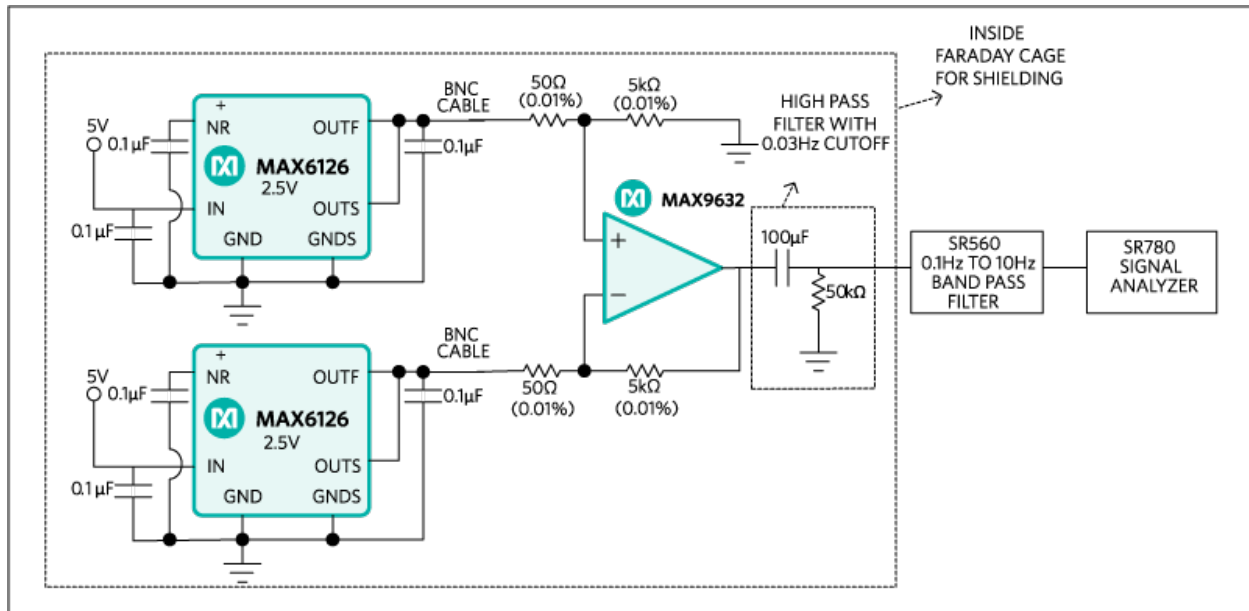 INSIDE
FARADAY CAGE
FOR SHIELDING
HIGH PASS
FILTER WITH
0.03Hz CUTOFF
5V
0.1µF
+
NR
OUTF
MAX6126
2.5V
IN
OUTS
GND
GNDS
0.1µF
0.1µF
BNC
CABLE
50Ω
(0.01%)
5kΩ
(0.01%)
MAX9632
+
−
100µF
50kΩ
SR560
0.1Hz TO 10Hz
BAND PASS
FILTER
SR780
SIGNAL
ANALYZER
5V
0.1µF
+
NR
OUTF
MAX6126
2.5V
IN
OUTS
GND
GNDS
0.1µF
0.1µF
BNC
CABLE
50Ω
(0.01%)
5kΩ
(0.01%)